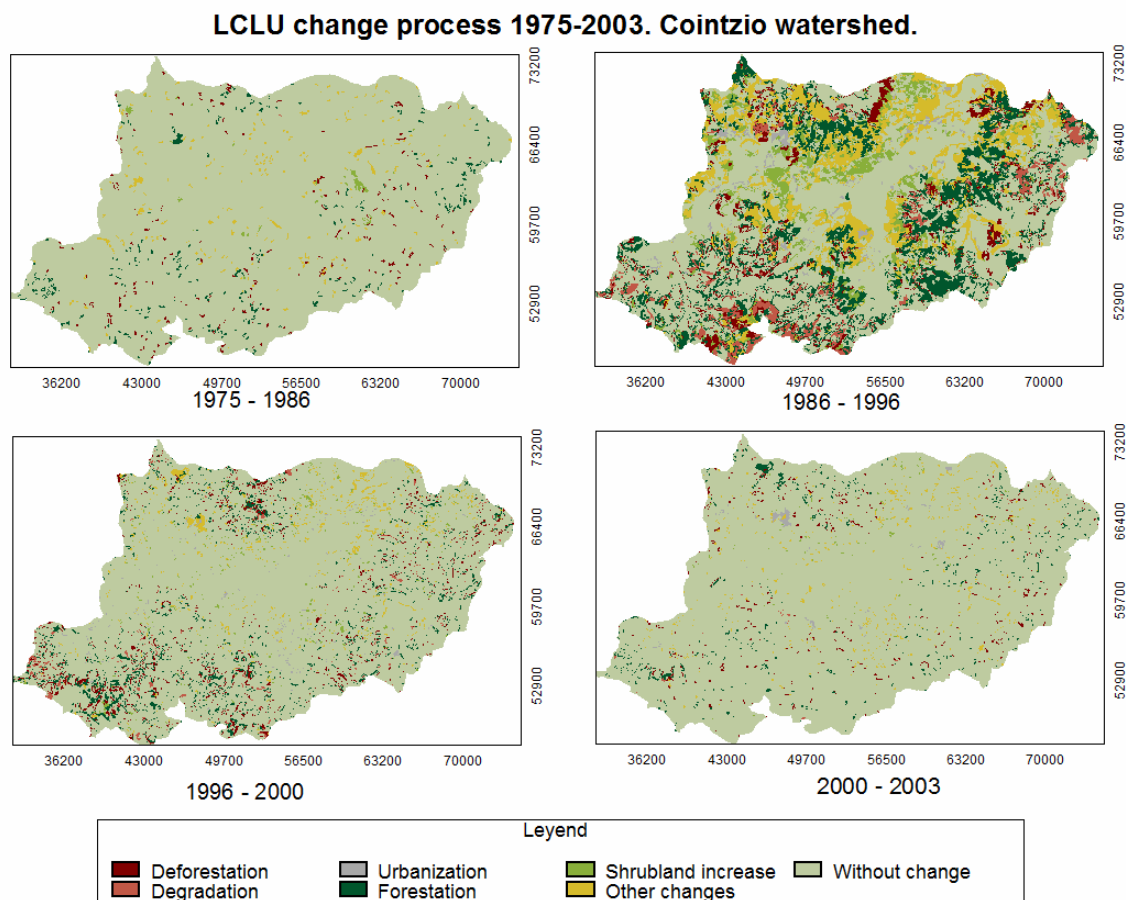 LCLU change process 1975-2003. Cointzio watershed.
73200
66400
59700
52900
36200 43000 49700 56500 63200 70000
1975 - 1986
73200
66400
59700
52900
36200 43000 49700 56500 63200 70000
1986 - 1996
73200
66400
59700
52900
36200 43000 49700 56500 63200 70000
1996 - 2000
73200
66400
59700
52900
36200 43000 49700 56500 63200 70000
2000 - 2003
Leyend
Deforestation Urbanization Shrubland increase Without change
Degradation Forestation Other changes